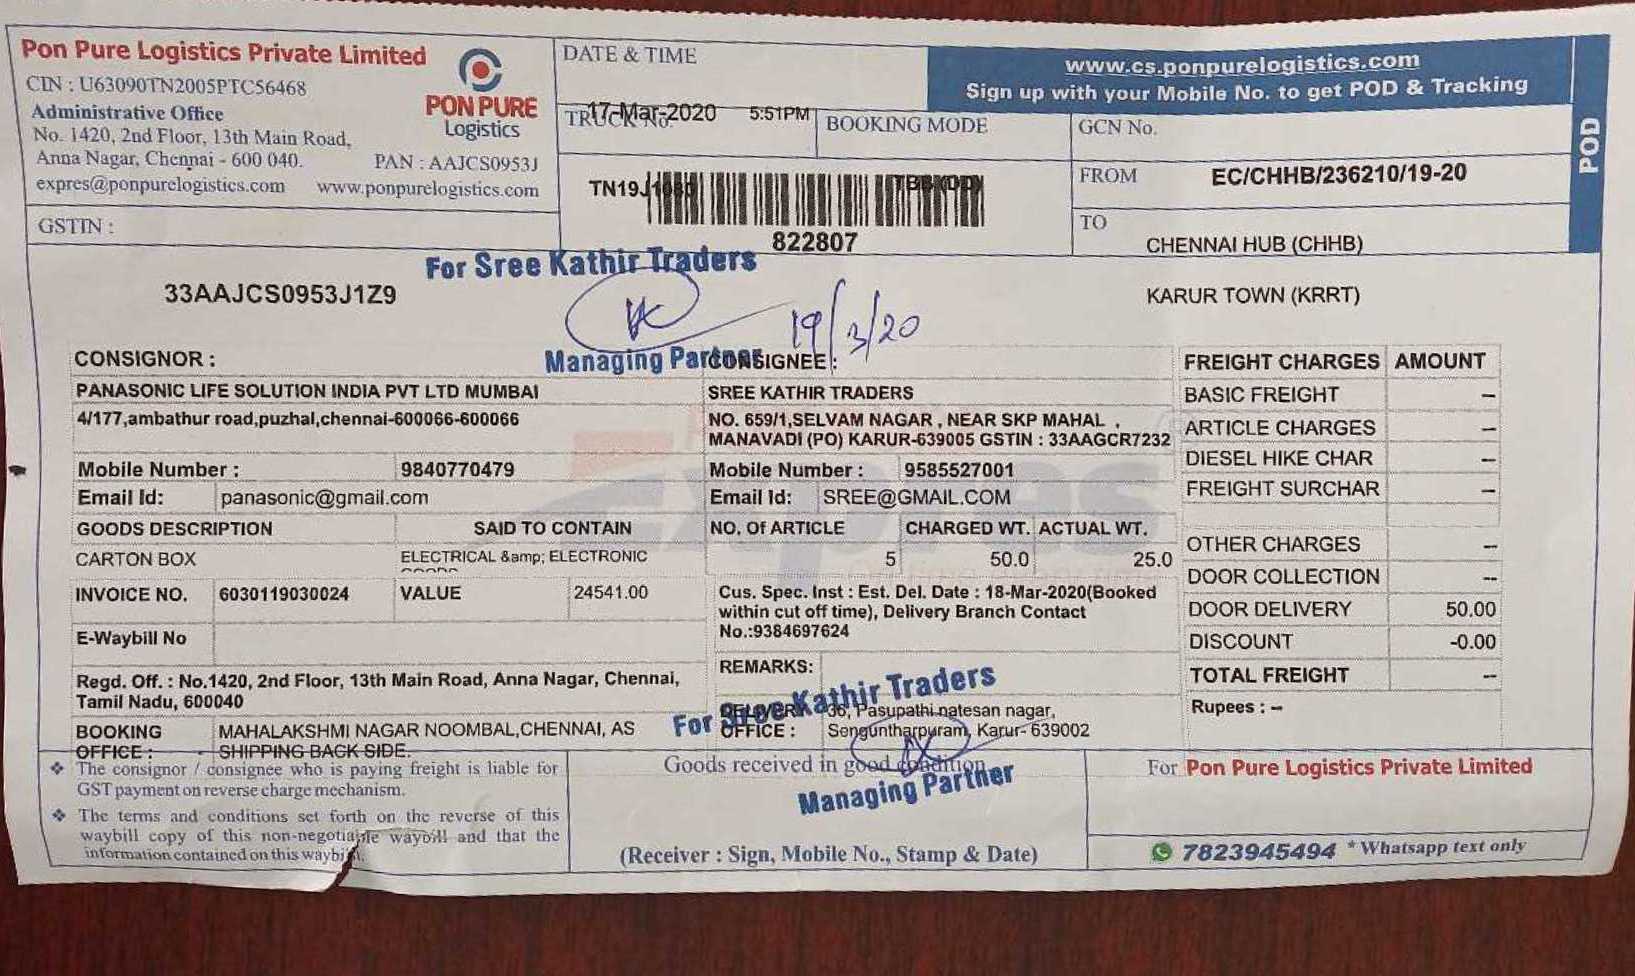 Pon Pure Logistics Private Limited
CIN : U63090TN2005PTC56468
Administrative Office
No. 1420, 2nd Floor, 13th Main Road,
Anna Nagar, Chennai - 600 040. PAN : AAJCS0953J
expres@ponpurelogistics.com www.ponpurelogistics.com
PON PURE
Logistics
GSTIN :
33AAJCS0953J1Z9
DATE & TIME
17-Mar-2020 5:51PM
TRUCK No.
BOOKING MODE
TN19J
822807
www.cs.ponpurelogistics.com
Sign up with your Mobile No. to get POD & Tracking
POD
GCN No.
FROM EC/CHHB/236210/19-20
TO
CHENNAI HUB (CHHB)
KARUR TOWN (KRRT)
For Sree Kathir Traders
19/3/20
Managing Partner
CONSIGNOR :
PANASONIC LIFE SOLUTION INDIA PVT LTD MUMBAI
4/177,ambathur road,puzhal,chennai-600066-600066
Mobile Number : 9840770479
Email Id: panasonic@gmail.com
CONSIGNEE :
SREE KATHIR TRADERS
NO. 659/1,SELVAM NAGAR , NEAR SKP MAHAL ,
MANAVADI (PO) KARUR-639005 GSTIN : 33AAGCR7232
Mobile Number : 9585527001
Email Id: SREE@GMAIL.COM
GOODS DESCRIPTION SAID TO CONTAIN NO. Of ARTICLE CHARGED WT. ACTUAL WT.
CARTON BOX ELECTRICAL &amp; ELECTRONIC 5 50.0 25.0
INVOICE NO. 6030119030024 VALUE 24541.00
E-Waybill No
Cus. Spec. Inst : Est. Del. Date : 18-Mar-2020(Booked
within cut off time), Delivery Branch Contact
No.:9384697624
REMARKS:
Regd. Off. : No.1420, 2nd Floor, 13th Main Road, Anna Nagar, Chennai,
Tamil Nadu, 600040
BOOKING OFFICE : MAHALAKSHMI NAGAR NOOMBAL,CHENNAI, AS
SHIPPING BACK SIDE.
DELIVERY OFFICE : 36, Pasupathi natesan nagar,
Senguntharpuram, Karur- 639002
For Sree Kathir Traders
Managing Partner
FREIGHT CHARGES AMOUNT
BASIC FREIGHT --
ARTICLE CHARGES --
DIESEL HIKE CHAR --
FREIGHT SURCHAR --
OTHER CHARGES --
DOOR COLLECTION --
DOOR DELIVERY 50.00
DISCOUNT -0.00
TOTAL FREIGHT --
Rupees : --
❖ The consignor / consignee who is paying freight is liable for
GST payment on reverse charge mechanism.
❖ The terms and conditions set forth on the reverse of this
waybill copy of this non-negotiable waybill and that the
information contained on this waybill.
Goods received in good condition
(Receiver : Sign, Mobile No., Stamp & Date)
For Pon Pure Logistics Private Limited
7823945494 * Whatsapp text only